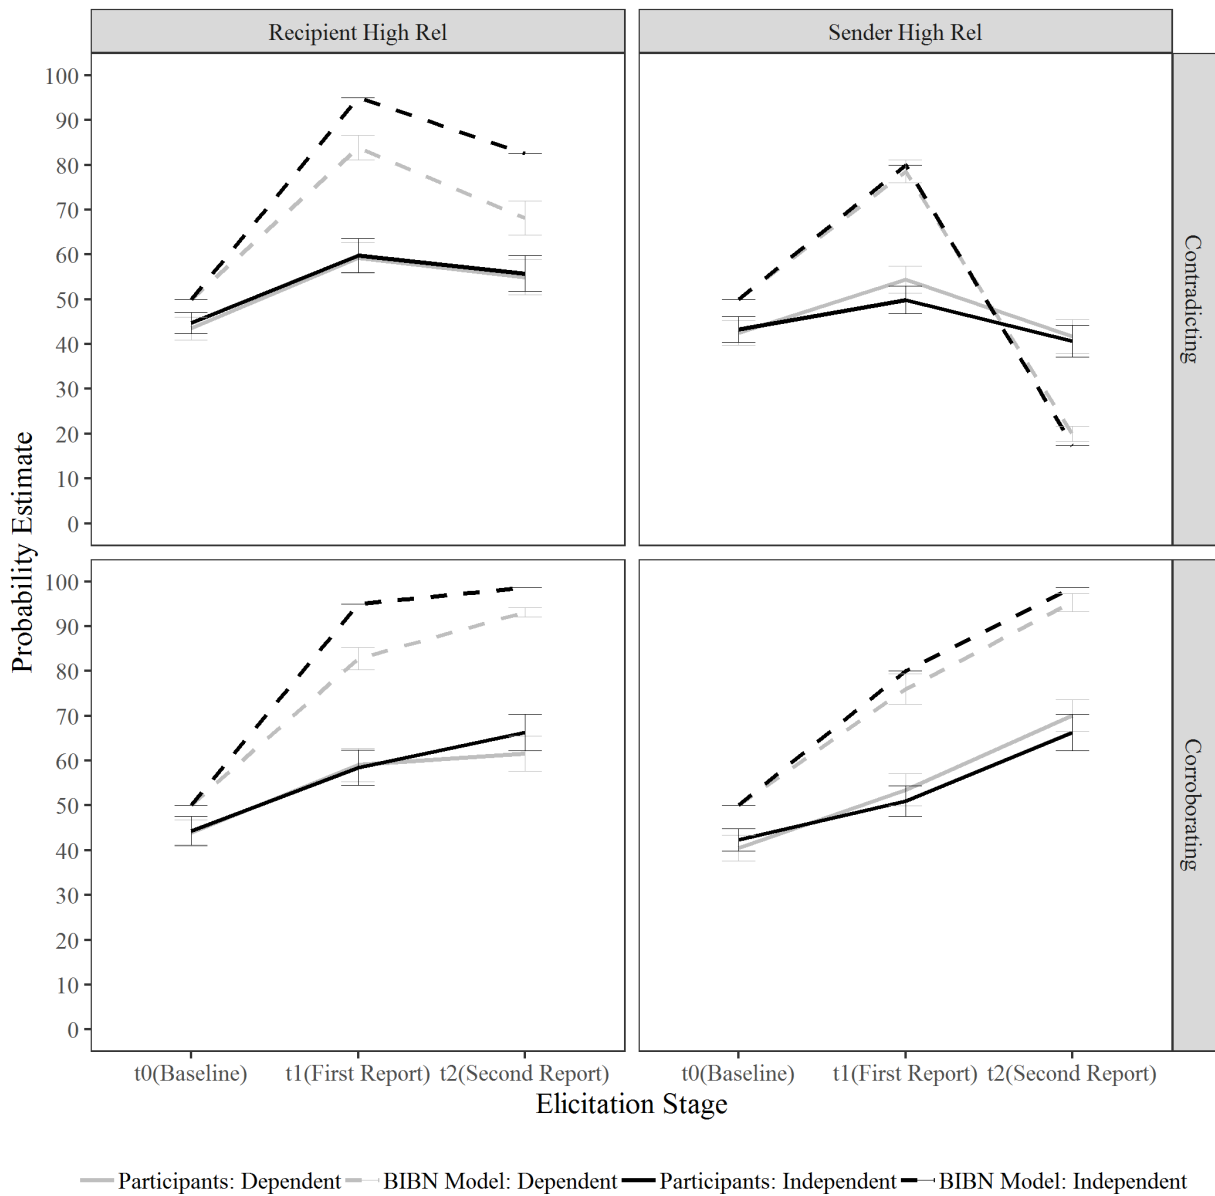 Recipient High Rel
Sender High Rel
100
90
80
70
60
50
40
30
20
10
0
Contradicting
Probability Estimate
100
90
80
70
60
50
40
30
20
10
0
Corroborating
t0(Baseline) t1(First Report) t2(Second Report)
t0(Baseline) t1(First Report) t2(Second Report)
Elicitation Stage
Participants: Dependent BIBN Model: Dependent Participants: Independent BIBN Model: Independent